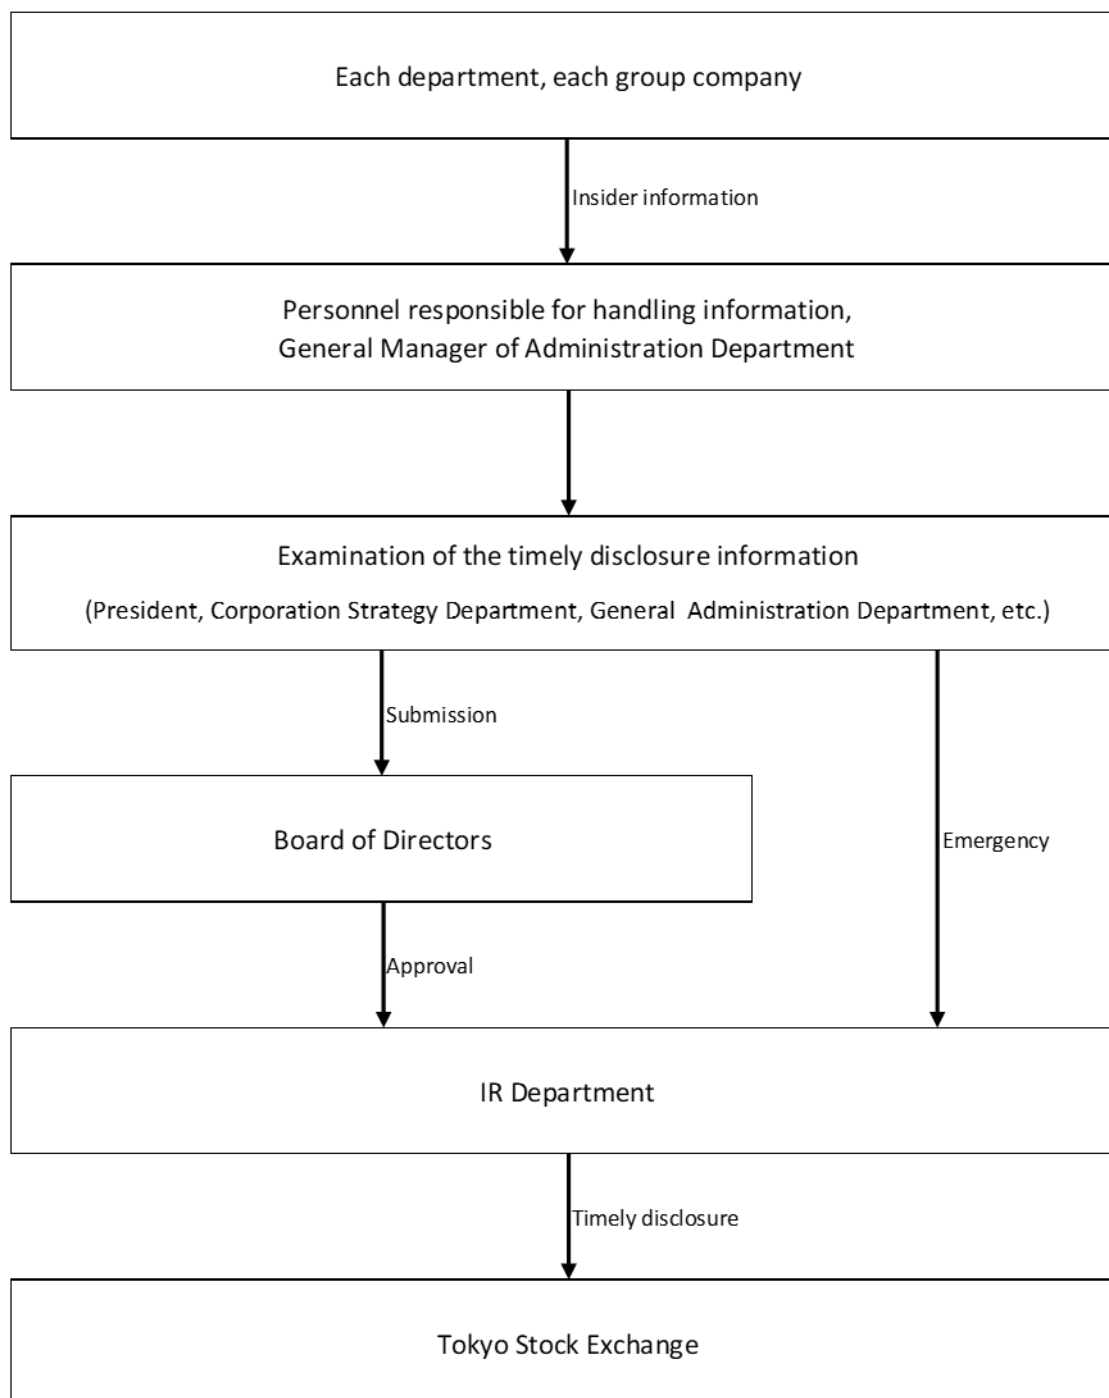 Each department, each group company
Insider information
Personnel responsible for handling information,
General Manager of Administration Department
Examination of the timely disclosure information
(President, Corporation Strategy Department, General Administration Department, etc.)
Submission
Board of Directors
Emergency
Approval
IR Department
Timely disclosure
Tokyo Stock Exchange